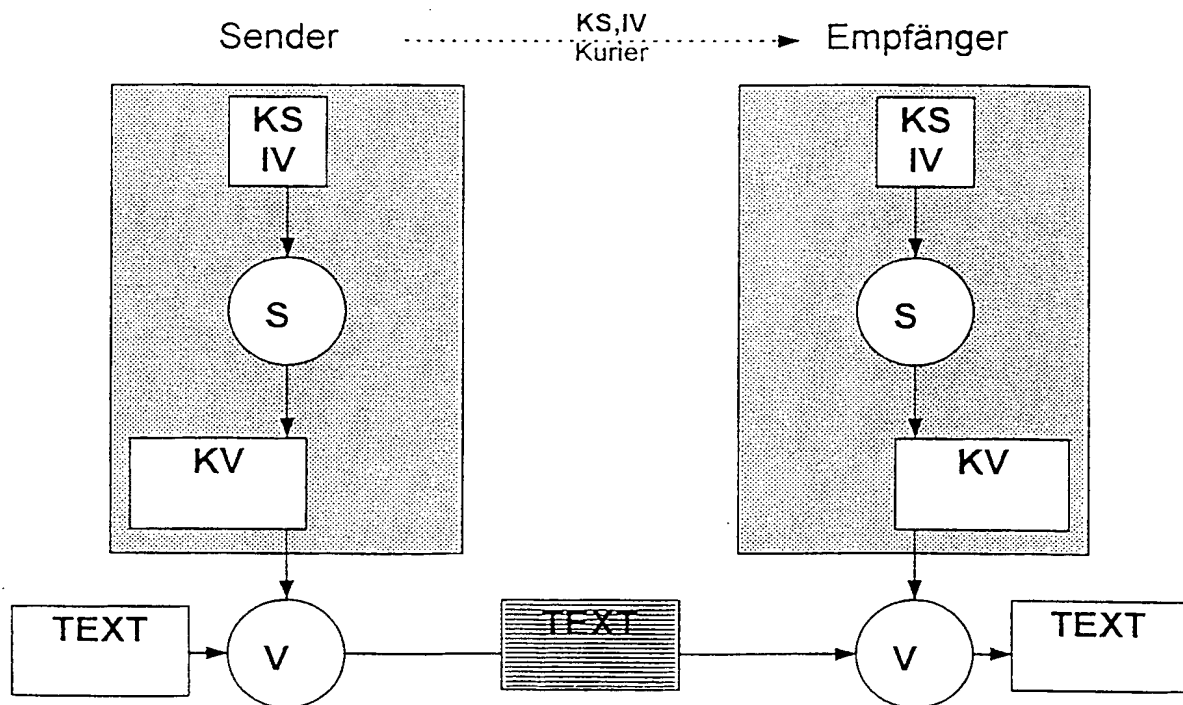 Sender
KS,IV
Kurier
Empfänger
KS
IV
KS
IV
S
S
KV
KV
TEXT
V
TEXT
V
TEXT